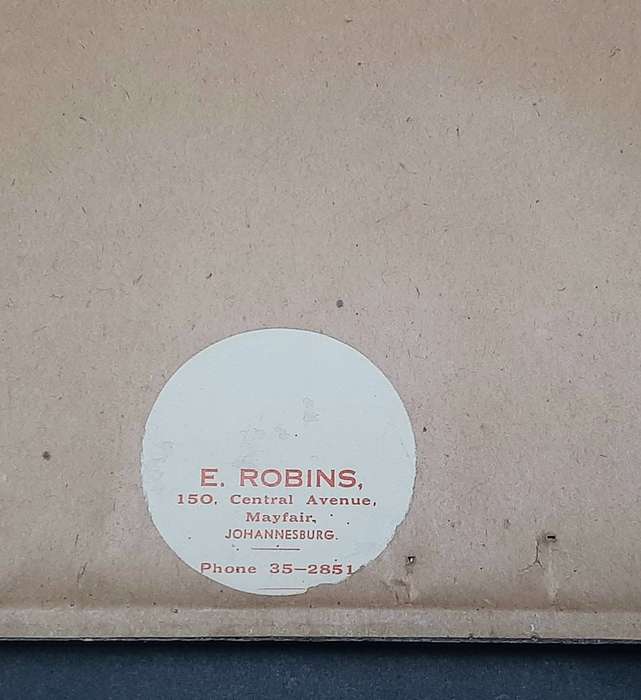 E. ROBINS,
150, Central Avenue,
Mayfair,
JOHANNESBURG.
Phone 35-2851